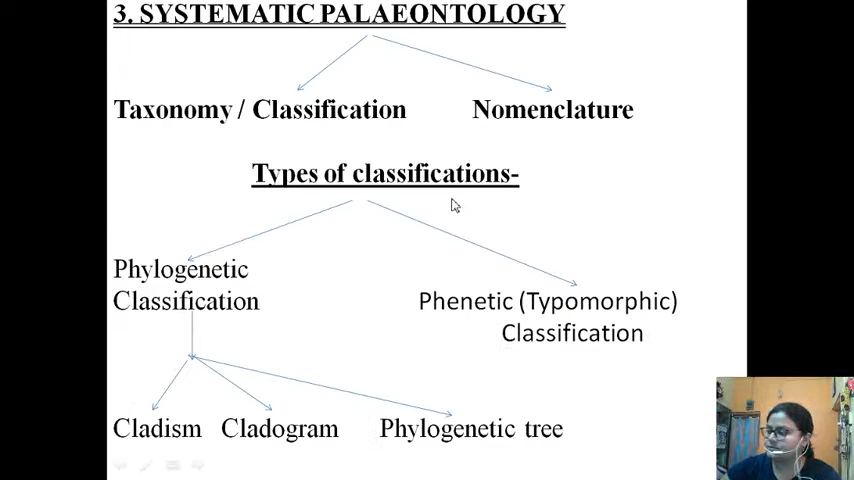 3. SYSTEMATIC PALAEONTOLOGY
Taxonomy / Classification Nomenclature
Types of classifications-
Phylogenetic
Classification
Phenetic (Typomorphic)
Classification
Cladism Cladogram Phylogenetic tree